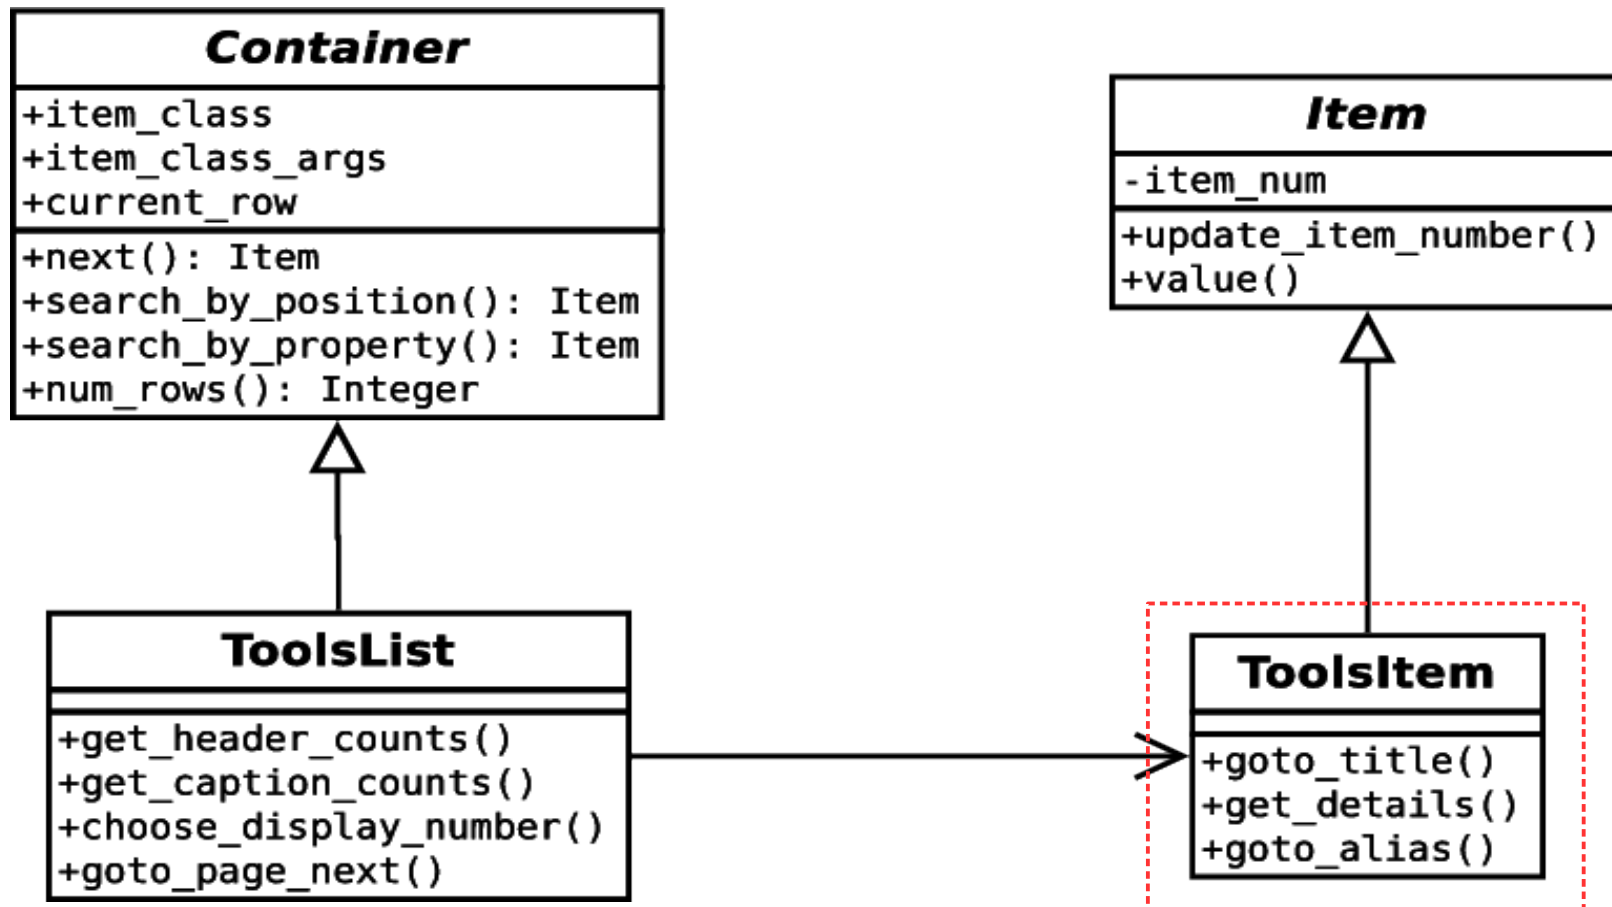 Container
+item_class
+item_class_args
+current_row
+next(): Item
+search_by_position(): Item
+search_by_property(): Item
+num_rows(): Integer
Item
-item_num
+update_item_number()
+value()
ToolsList
+get_header_counts()
+get_caption_counts()
+choose_display_number()
+goto_page_next()
ToolsItem
+goto_title()
+get_details()
+goto_alias()